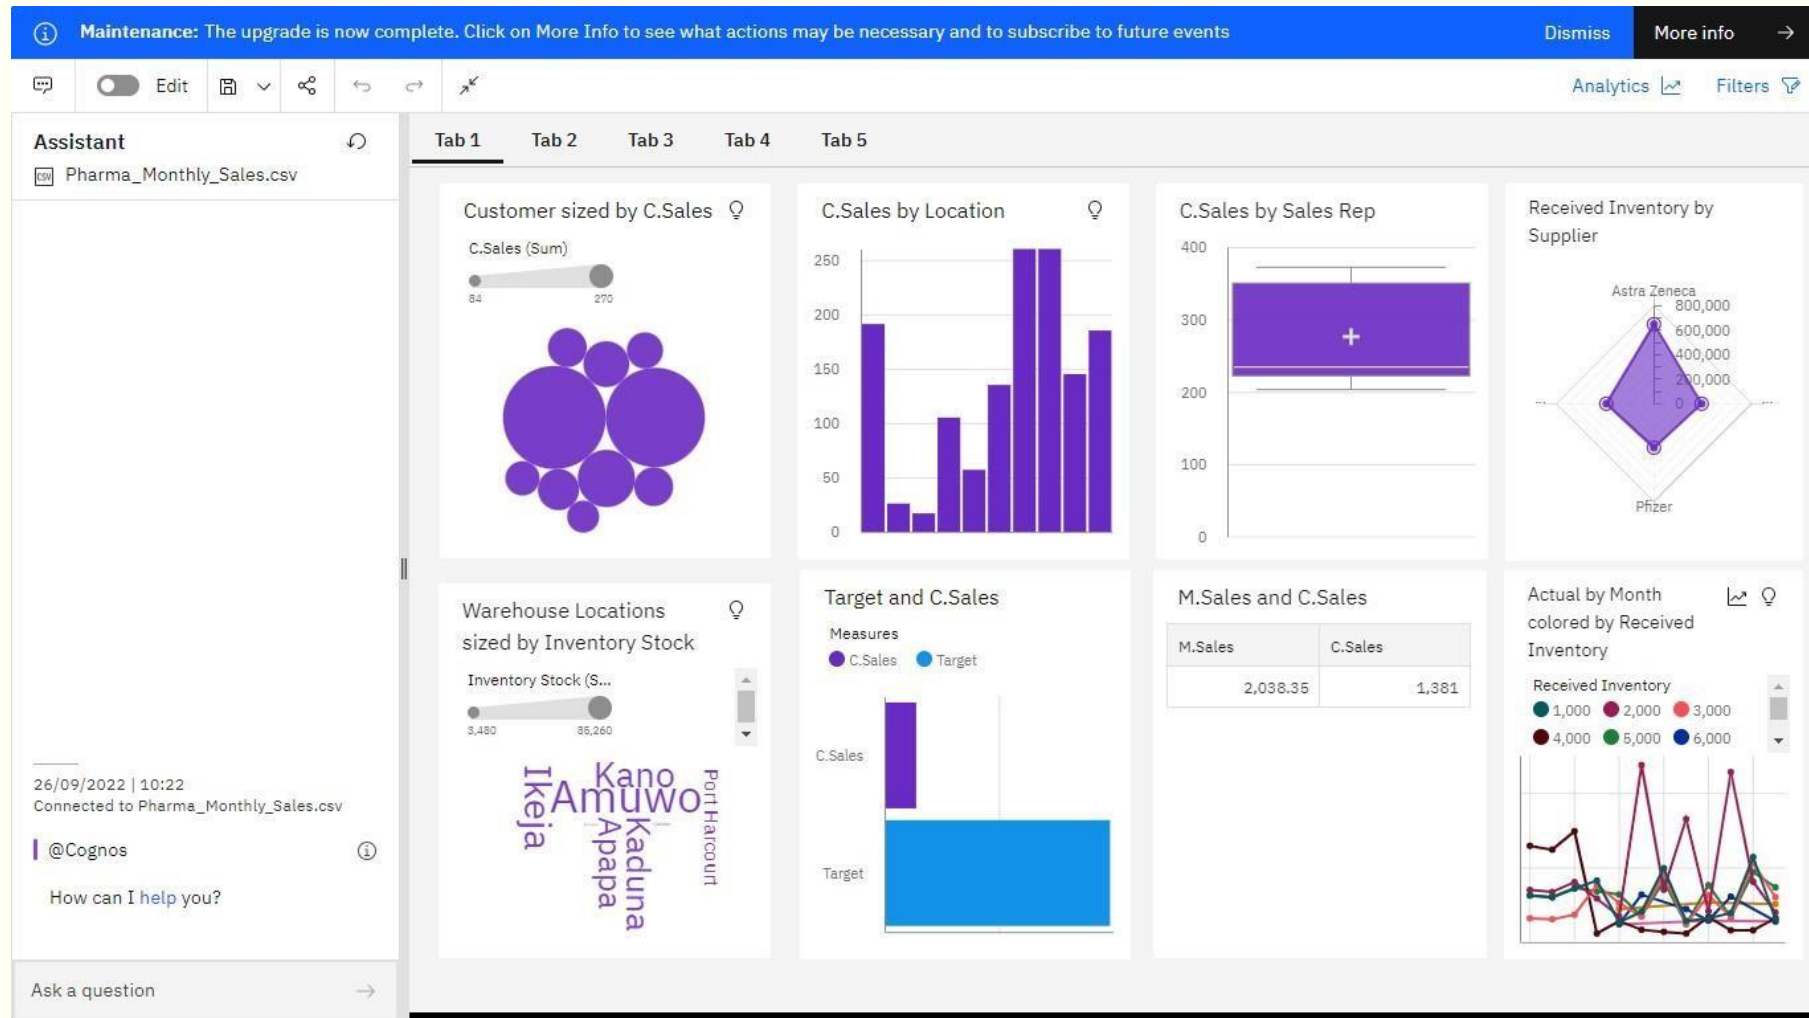 Maintenance: The upgrade is now complete. Click on More Info to see what actions may be necessary and to subscribe to future events
Dismiss
More info
Edit
Analytics
Filters
Assistant
CSV
Pharma_Monthly_Sales.csv
Tab 1
Tab 2
Tab 3
Tab 4
Tab 5
Customer sized by C.Sales
C.Sales (Sum)
84
270
C.Sales by Location
250
200
150
100
50
0
C.Sales by Sales Rep
400
300
200
100
0
Received Inventory by
Supplier
Astra Zeneca
800,000
600,000
400,000
200,000
0
...
...
Pfizer
Warehouse Locations
sized by Inventory Stock
Inventory Stock (S...
3,480
86,260
Ikeja
Kano
Amuwo
Port Harcourt
Apapa
Kaduna
Target and C.Sales
Measures
C.Sales
Target
C.Sales
Target
M.Sales and C.Sales
M.Sales
C.Sales
2,038.35
1,381
Actual by Month
colored by Received
Inventory
Received Inventory
1,000
2,000
3,000
4,000
5,000
6,000
26/09/2022 | 10:22
Connected to Pharma_Monthly_Sales.csv
@Cognos
How can I help you?
Ask a question